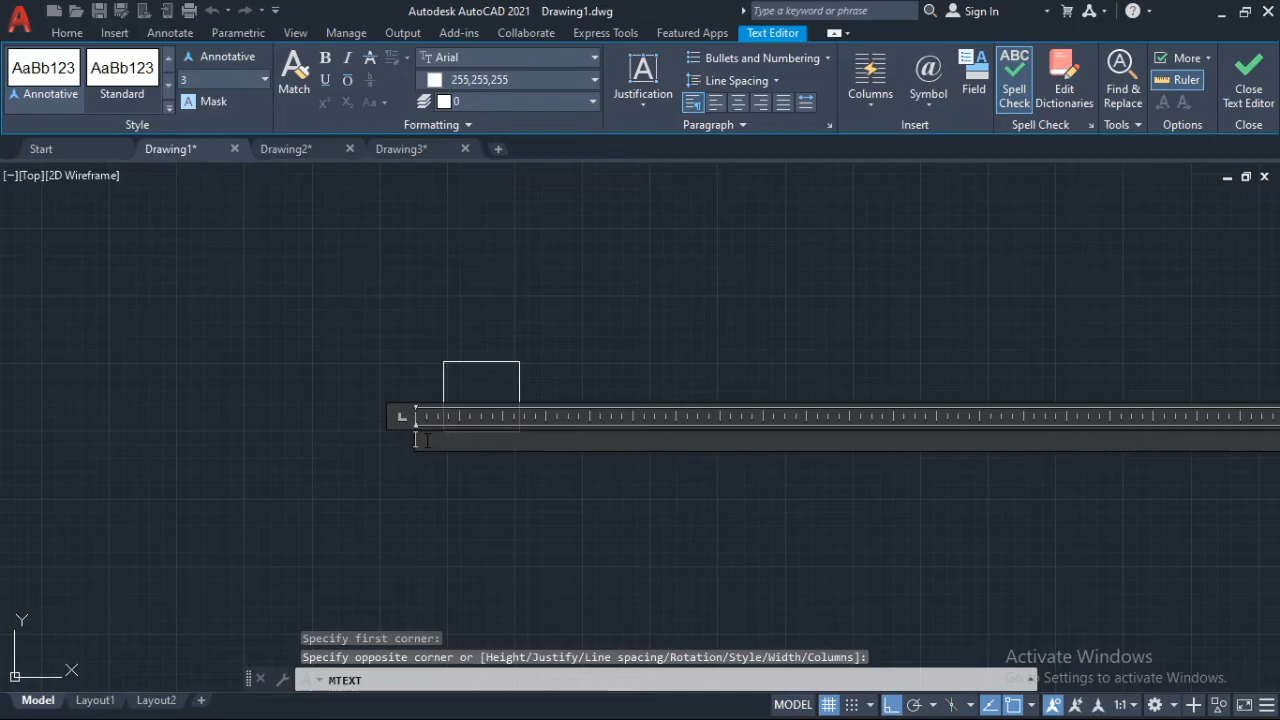 Autodesk AutoCAD 2021 Drawing1.dwg
Type a keyword or phrase
Sign In
Home Insert Annotate Parametric View Manage Output Add-ins Collaborate Express Tools Featured Apps Text Editor
AaBb123 AaBb123 Annotative
Annotative Standard
3
Mask
Style
Match
B I A
U O
Aa
Arial
255,255,255
0
Formatting
Justification
Bullets and Numbering
Line Spacing
Paragraph
Columns
Symbol
Field
Insert
ABC
Spell
Check
Edit
Dictionaries
Spell Check
Find &
Replace
Tools
More
Ruler
Options
Close
Text Editor
Close
Start Drawing1* Drawing2* Drawing3*
[−][Top][2D Wireframe]
Y
X
Specify first corner:
Specify opposite corner or [Height/Justify/Line spacing/Rotation/Style/Width/Columns]:
MTEXT
Activate Windows
Go to Settings to activate Windows.
Model Layout1 Layout2
MODEL
1:1